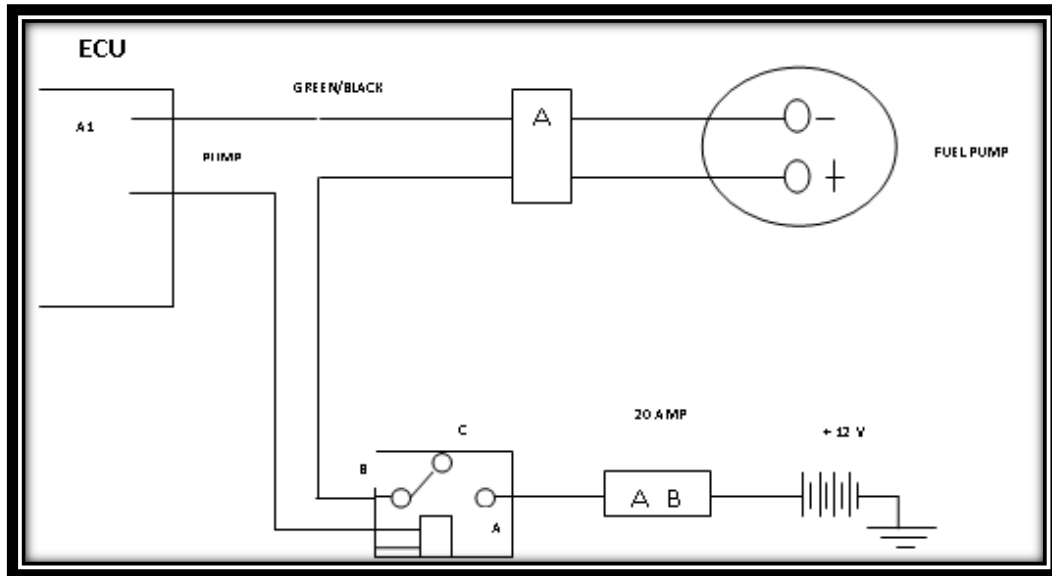 ECU
GREEN/BLACK
A1
A
−
PUMP
FUEL PUMP
+
20 AMP
+ 12 V
C
B
A B
A